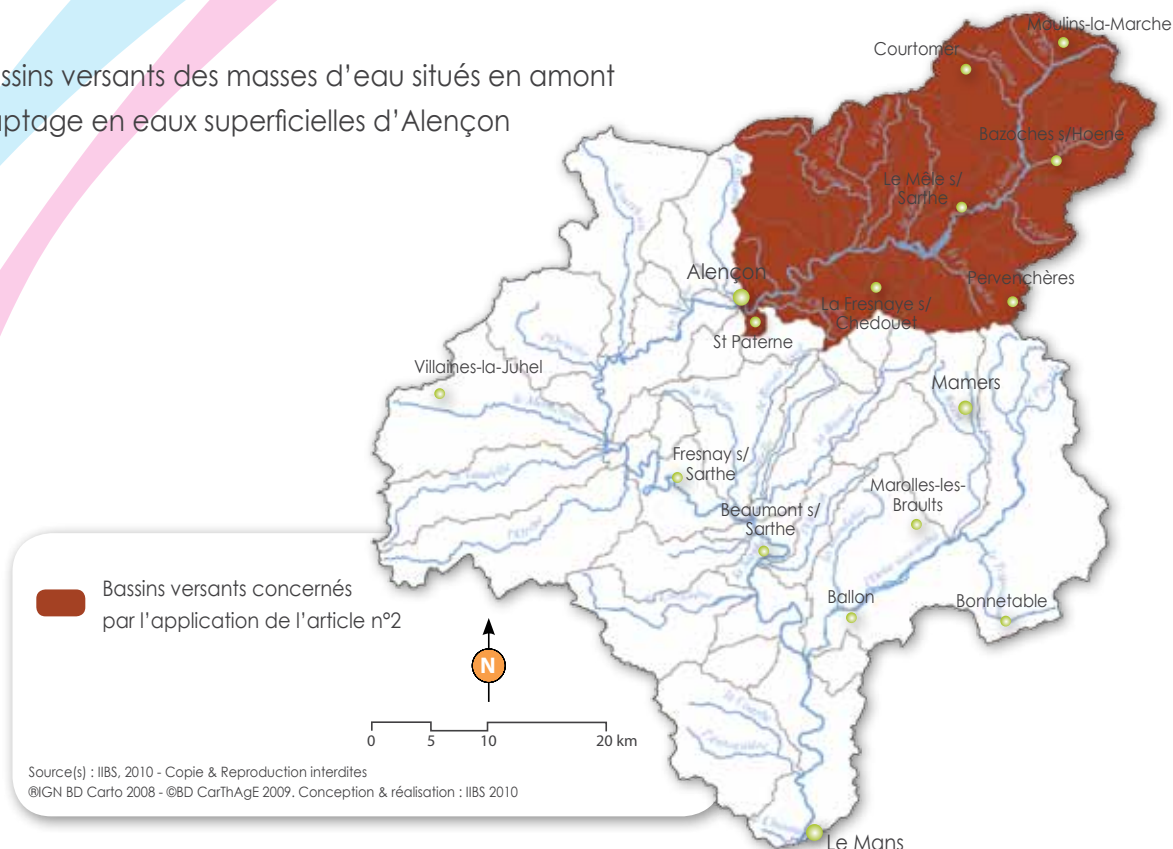 ssins versants des masses d'eau situés en amont
aptage en eaux superficielles d'Alençon
Moulins-la-Marche
Courtomer
Bazoches s/Hoene
Le Mêle s/
Sarthe
Alençon
Pervenchères
La Fresnaye s/
Chedouet
St Paterne
Villaines-la-Juhel
Mamers
Fresnay s/
Sarthe
Marolles-les-
Braults
Beaumont s/
Sarthe
Ballon
Bonnetable
Le Mans
Bassins versants concernés
par l'application de l'article n°2
N
0 5 10 20 km
Source(s) : IIBS, 2010 - Copie & Reproduction interdites
®IGN BD Carto 2008 - ©BD CarThAgE 2009. Conception & réalisation : IIBS 2010